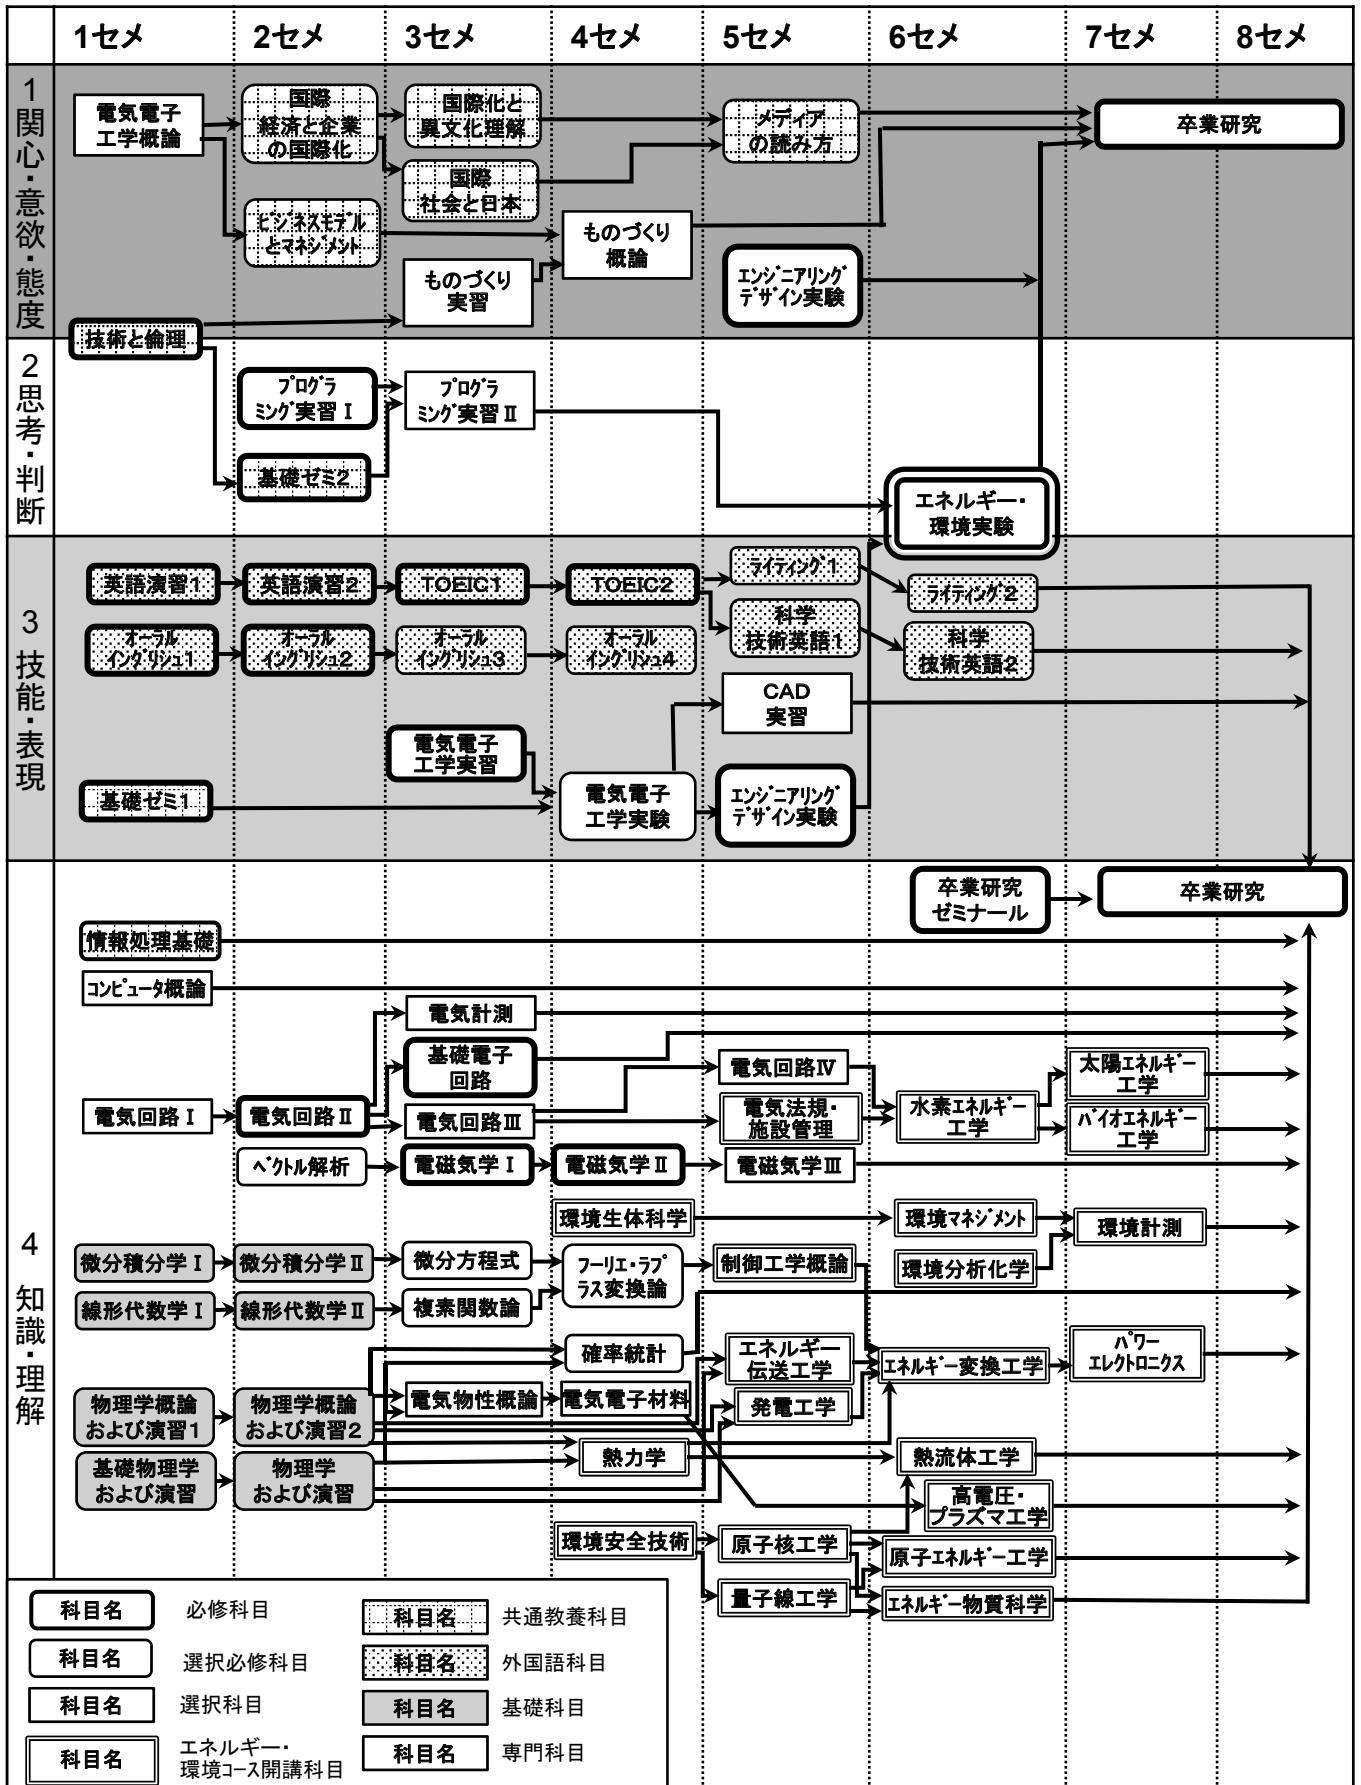 1セメ 2セメ 3セメ 4セメ 5セメ 6セメ 7セメ 8セメ
1 関心・意欲・態度
電気電子
工学概論
国際
経済と企業
の国際化
国際化と
異文化理解
国際
社会と日本
メディア
の読み方
卒業研究
ビジネスモデル
とマネジメント
ものづくり
概論
ものづくり
実習
エンジニアリング
デザイン実験
技術と倫理
2 思考・判断
プログラ
ミング実習Ⅰ
プログラ
ミング実習Ⅱ
基礎ゼミ2
エネルギー・
環境実験
3 技能・表現
英語演習1
英語演習2
TOEIC1
TOEIC2
ライティング1
ライティング2
オーラル
イングリシュ1
オーラル
イングリシュ2
オーラル
イングリシュ3
オーラル
イングリシュ4
科学
技術英語1
科学
技術英語2
CAD
実習
電気電子
工学実習
基礎ゼミ1
電気電子
工学実験
エンジニアリング
デザイン実験
4 知識・理解
卒業研究
ゼミナール
卒業研究
情報処理基礎
コンピュータ概論
電気計測
基礎電子
回路
電気回路Ⅳ
太陽エネルギー
工学
電気回路Ⅰ
電気回路Ⅱ
電気回路Ⅲ
電気法規・
施設管理
水素エネルギー
工学
バイオエネルギー
工学
ベクトル解析
電磁気学Ⅰ
電磁気学Ⅱ
電磁気学Ⅲ
環境生体科学
環境マネジメント
環境計測
微分積分学Ⅰ
微分積分学Ⅱ
微分方程式
フーリエ・ラプ
ラス変換論
制御工学概論
環境分析化学
線形代数学Ⅰ
線形代数学Ⅱ
複素関数論
確率統計
エネルギー
伝送工学
エネルギー変換工学
パワー
エレクトロニクス
物理学概論
および演習1
物理学概論
および演習2
電気物性概論
電気電子材料
発電工学
基礎物理学
および演習
物理学
および演習
熱力学
熱流体工学
高電圧・
プラズマ工学
環境安全技術
原子核工学
原子エネルギー工学
量子線工学
エネルギー物質科学
科目名 必修科目
科目名 共通教養科目
科目名 選択必修科目
科目名 外国語科目
科目名 選択科目
科目名 基礎科目
科目名 エネルギー・
環境コース開講科目
科目名 専門科目